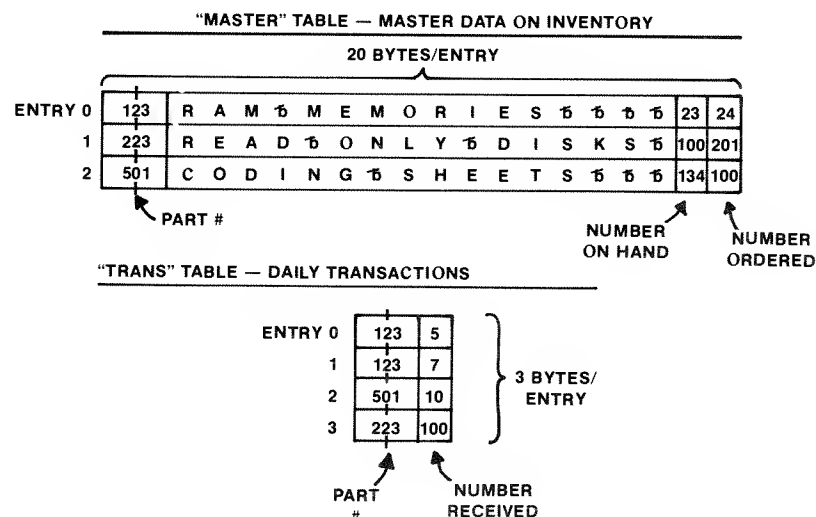 “MASTER” TABLE — MASTER DATA ON INVENTORY
20 BYTES/ENTRY
ENTRY 0 123 R A M ƀ M E M O R I E S ƀ ƀ ƀ ƀ 23 24
1 223 R E A D ƀ O N L Y ƀ D I S K S ƀ 100 201
2 501 C O D I N G ƀ S H E E T S ƀ ƀ ƀ 134 100
PART #
NUMBER ON HAND
NUMBER ORDERED
“TRANS” TABLE — DAILY TRANSACTIONS
ENTRY 0 123 5
1 123 7
2 501 10
3 223 100
3 BYTES/
ENTRY
PART #
NUMBER RECEIVED